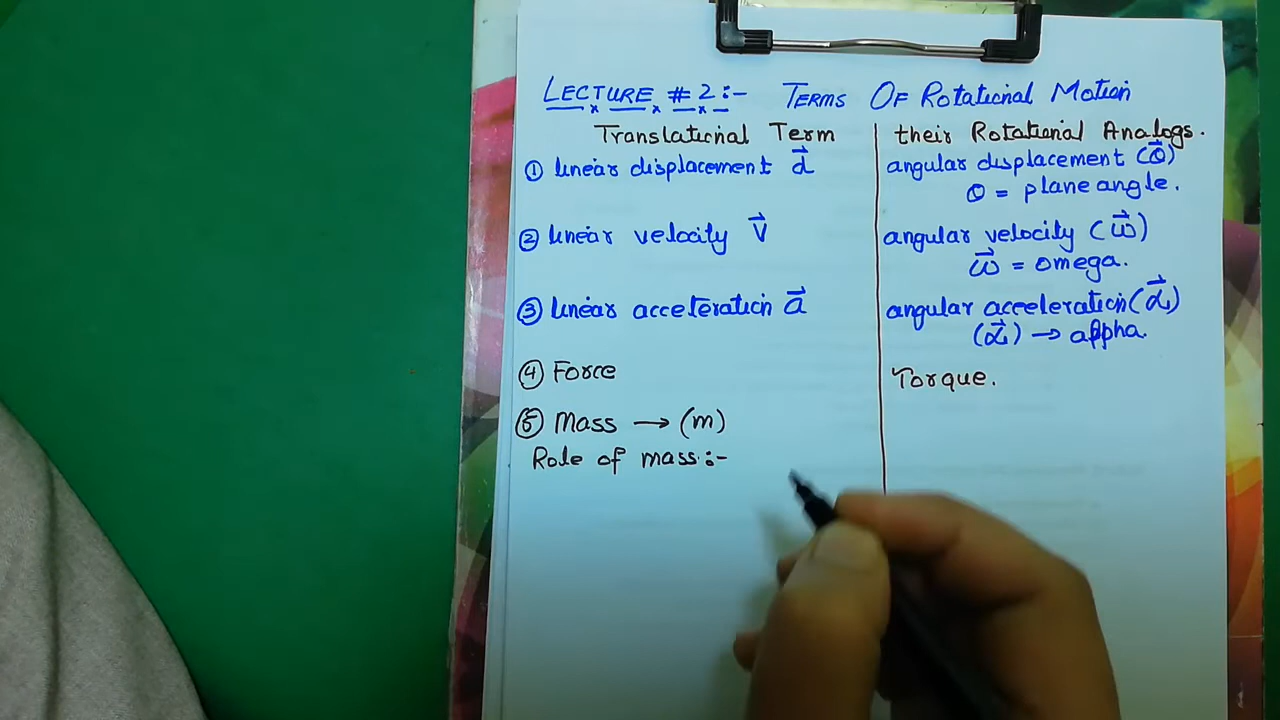 LECTURE # 2 :- TERMS OF Rotational Motion
Translational Term
their Rotational Analogs.
① linear displacement d⃗
angular displacement (θ⃗)
θ = plane angle.
② linear velocity v⃗
angular velocity (ω⃗)
ω⃗ = omega.
③ linear acceleration a⃗
angular acceleration (α⃗)
(α⃗) → alpha.
④ Force
Torque.
⑤ Mass → (m)
Role of mass :-